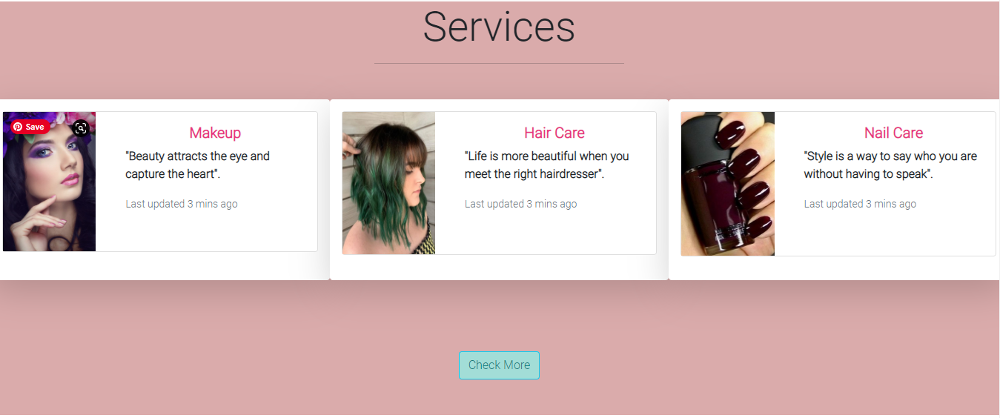 Services
Save
Makeup
"Beauty attracts the eye and
capture the heart".
Last updated 3 mins ago
Hair Care
"Life is more beautiful when you
meet the right hairdresser".
Last updated 3 mins ago
Nail Care
"Style is a way to say who you are
without having to speak".
Last updated 3 mins ago
Check More